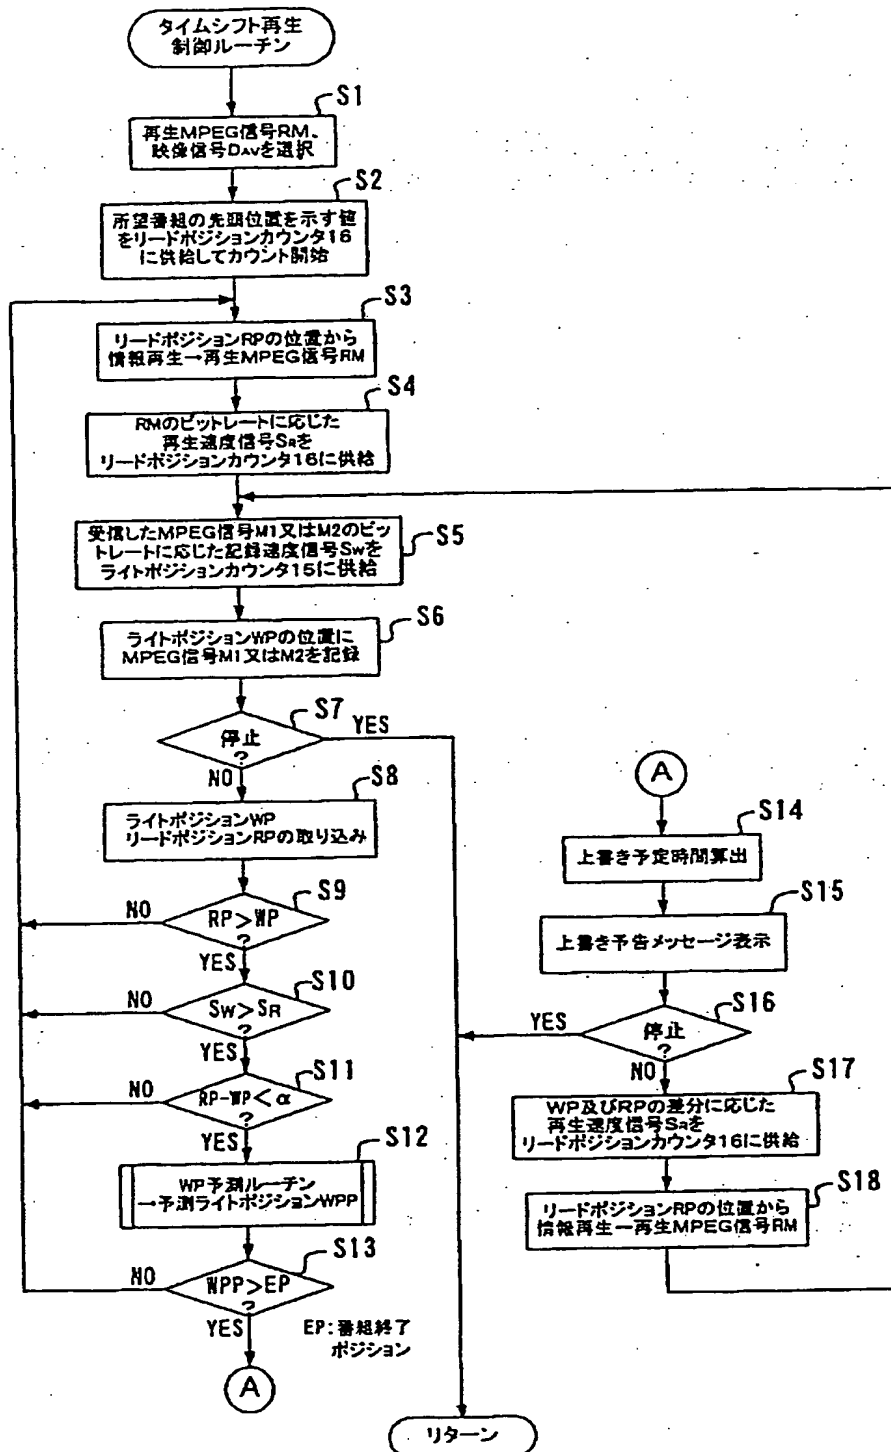 タイムシフト再生
制御ルーチン
S1
再生MPEG信号RM、
映像信号DAVを選択
S2
所望番組の先頭位置を示す値
をリードポジションカウンタ16
に供給してカウント開始
S3
リードポジションRPの位置から
情報再生→再生MPEG信号RM
S4
RMのビットレートに応じた
再生速度信号SRを
リードポジションカウンタ16に供給
S5
受信したMPEG信号M1又はM2のビッ
トレートに応じた記録速度信号SWを
ライトポジションカウンタ15に供給
S6
ライトポジションWPの位置に
MPEG信号M1又はM2を記録
S7
停止
?
YES
NO
S8
ライトポジションWP
リードポジションRPの取り込み
S9
RP>WP
?
NO
YES
S10
SW>SR
?
NO
YES
S11
RP-WP<α
?
NO
YES
S12
WP予測ルーチン
→予測ライトポジションWPP
S13
WPP>EP
?
NO
YES
EP:番組終了
ポジション
A
A
S14
上書き予定時間算出
S15
上書き予告メッセージ表示
S16
停止
?
YES
NO
S17
WP及びRPの差分に応じた
再生速度信号SRを
リードポジションカウンタ16に供給
S18
リードポジションRPの位置から
情報再生→再生MPEG信号RM
リターン